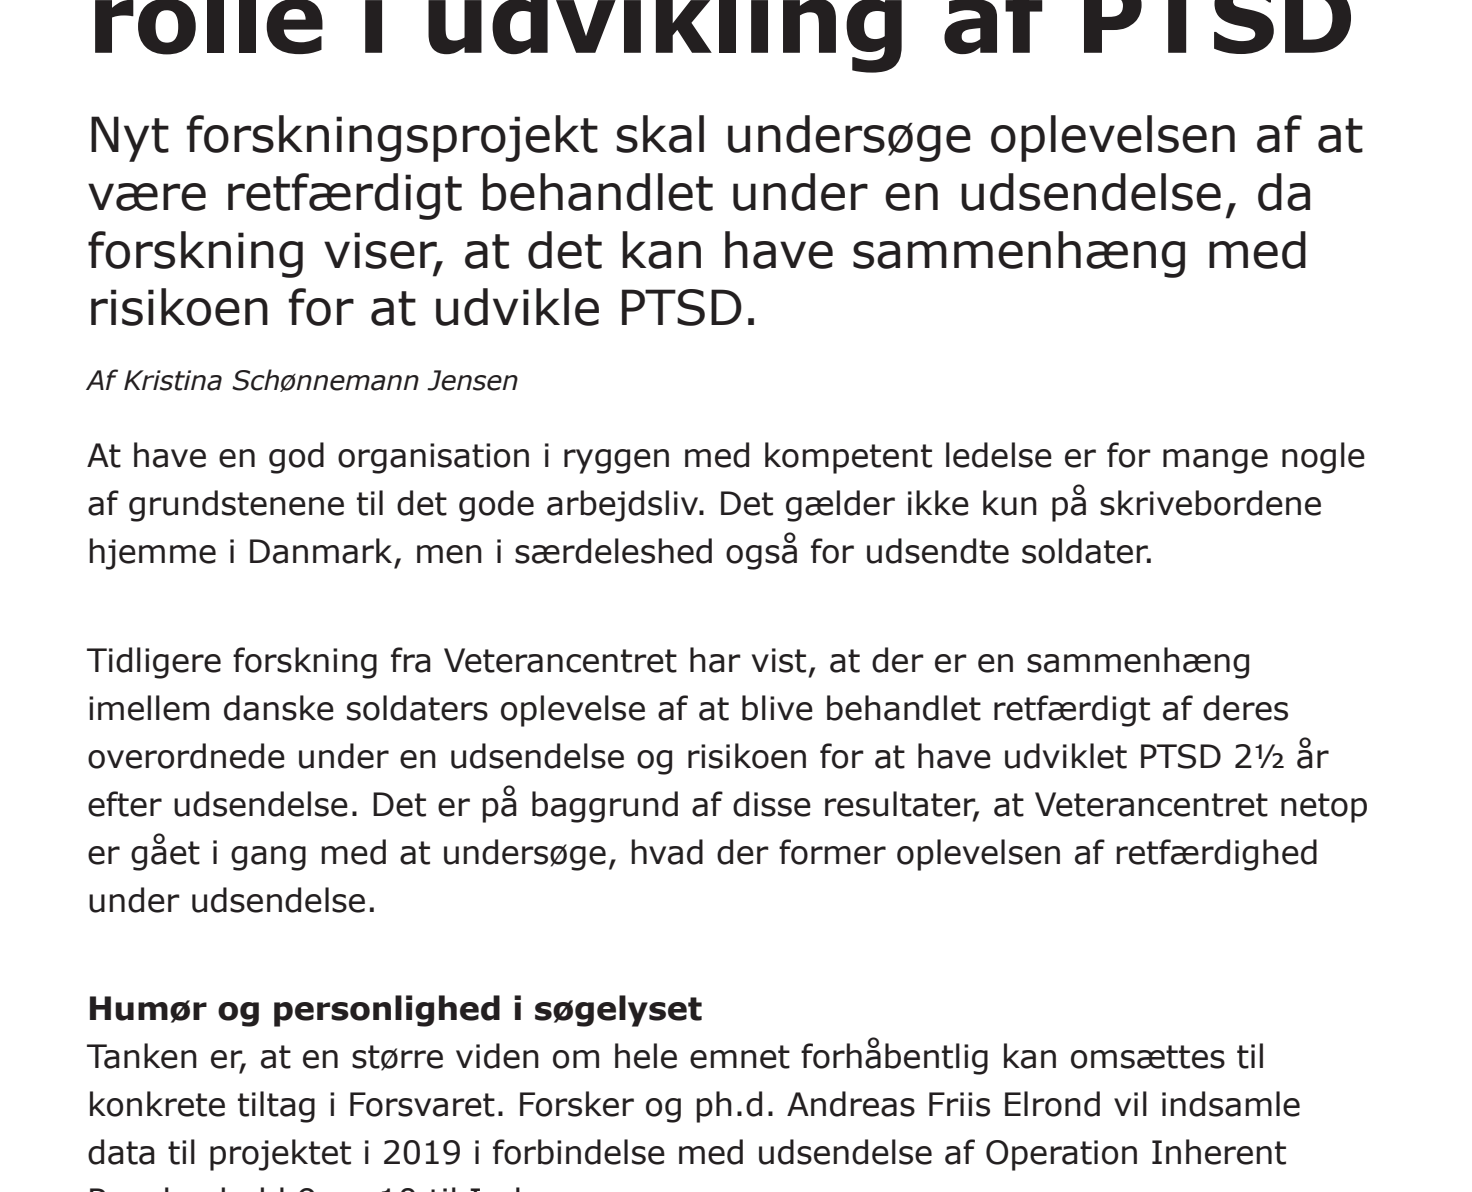 rolle i udvikling af PTSD
Nyt forskningsprojekt skal undersøge oplevelsen af at
være retfærdigt behandlet under en udsendelse, da
forskning viser, at det kan have sammenhæng med
risikoen for at udvikle PTSD.
Af Kristina Schønnemann Jensen
At have en god organisation i ryggen med kompetent ledelse er for mange nogle
af grundstenene til det gode arbejdsliv. Det gælder ikke kun på skrivebordene
hjemme i Danmark, men i særdeleshed også for udsendte soldater.
Tidligere forskning fra Veterancentret har vist, at der er en sammenhæng
imellem danske soldaters oplevelse af at blive behandlet retfærdigt af deres
overordnede under en udsendelse og risikoen for at have udviklet PTSD 2½ år
efter udsendelse. Det er på baggrund af disse resultater, at Veterancentret netop
er gået i gang med at undersøge, hvad der former oplevelsen af retfærdighed
under udsendelse.
Humør og personlighed i søgelyset
Tanken er, at en større viden om hele emnet forhåbentlig kan omsættes til
konkrete tiltag i Forsvaret. Forsker og ph.d. Andreas Friis Elrond vil indsamle
data til projektet i 2019 i forbindelse med udsendelse af Operation Inherent